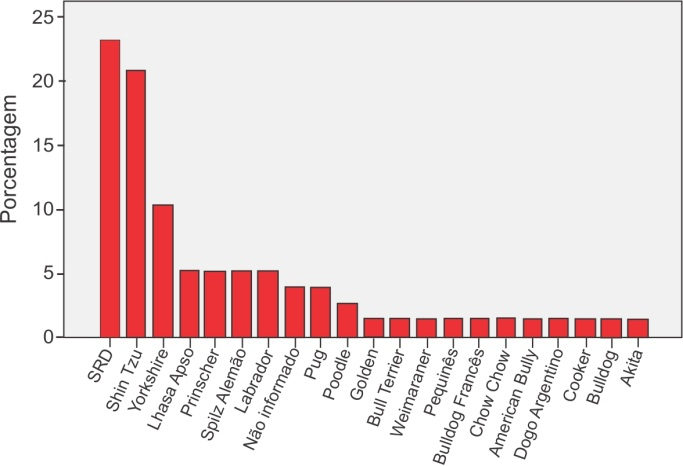 Porcentagem
25
20
15
10
5
0
SRD
Shin Tzu
Yorkshire
Lhasa Apso
Prinscher
Spilz Alemão
Labrador
Não informado
Pug
Poodle
Golden
Bull Terrier
Weimaraner
Pequinês
Bulldog Francês
Chow Chow
American Bully
Dogo Argentino
Cooker
Bulldog
Akita